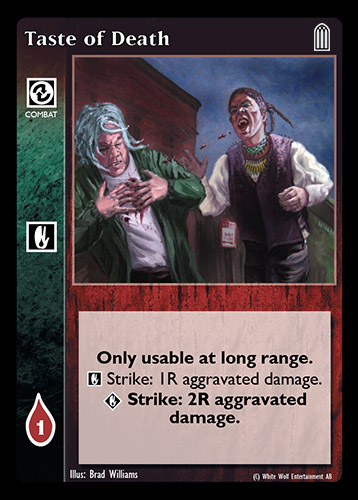 Taste of Death
COMBAT
Only usable at long range.
Strike: 1R aggravated damage.
Strike: 2R aggravated
damage.
1
Illus: Brad Williams
(C) White Wolf Entertainment AB